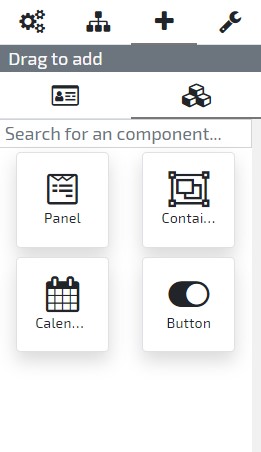 Drag to add
Search for an component...
Panel
Contai...
Calen...
Button